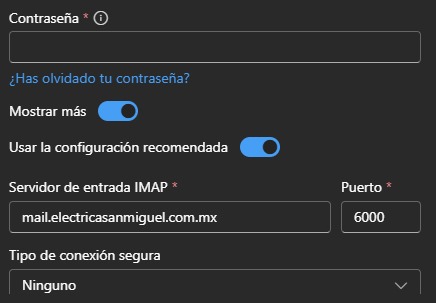 Contraseña *
¿Has olvidado tu contraseña?
Mostrar más
Usar la configuración recomendada
Servidor de entrada IMAP * Puerto *
mail.electricasanmiguel.com.mx 6000
Tipo de conexión segura
Ninguno